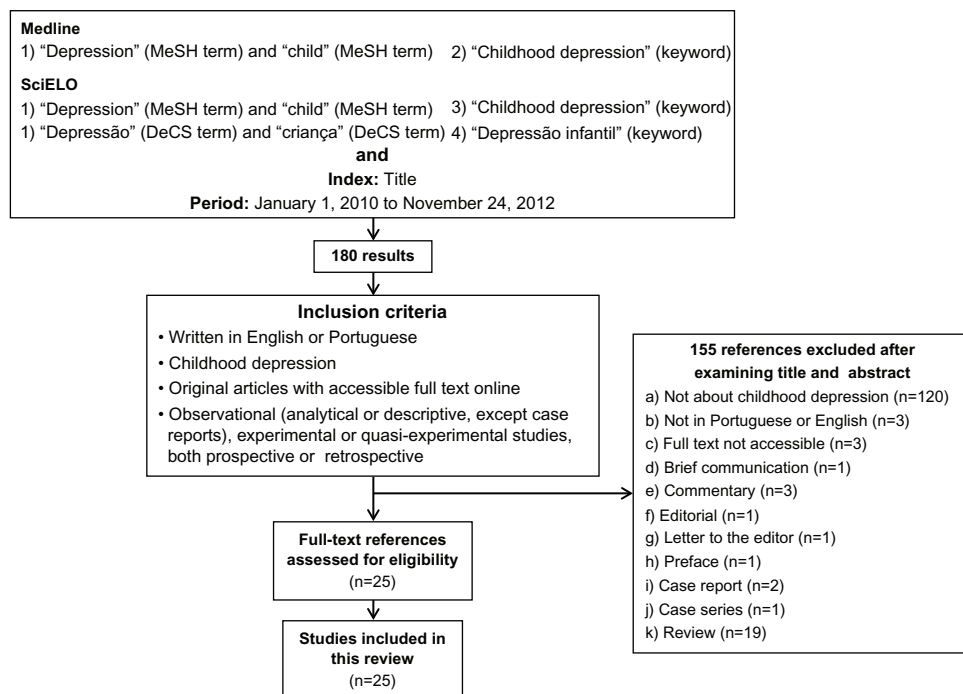 Medline
1) “Depression” (MeSH term) and “child” (MeSH term) 2) “Childhood depression” (keyword)
SciELO
1) “Depression” (MeSH term) and “child” (MeSH term) 3) “Childhood depression” (keyword)
1) “Depressão” (DeCS term) and “criança” (DeCS term) 4) “Depressão infantil” (keyword)
and
Index: Title
Period: January 1, 2010 to November 24, 2012
180 results
Inclusion criteria
• Written in English or Portuguese
• Childhood depression
• Original articles with accessible full text online
• Observational (analytical or descriptive, except case
reports), experimental or quasi-experimental studies,
both prospective or retrospective
155 references excluded after
examining title and abstract
a) Not about childhood depression (n=120)
b) Not in Portuguese or English (n=3)
c) Full text not accessible (n=3)
d) Brief communication (n=1)
e) Commentary (n=3)
f) Editorial (n=1)
g) Letter to the editor (n=1)
h) Preface (n=1)
i) Case report (n=2)
j) Case series (n=1)
k) Review (n=19)
Full-text references
assessed for eligibility
(n=25)
Studies included in
this review
(n=25)